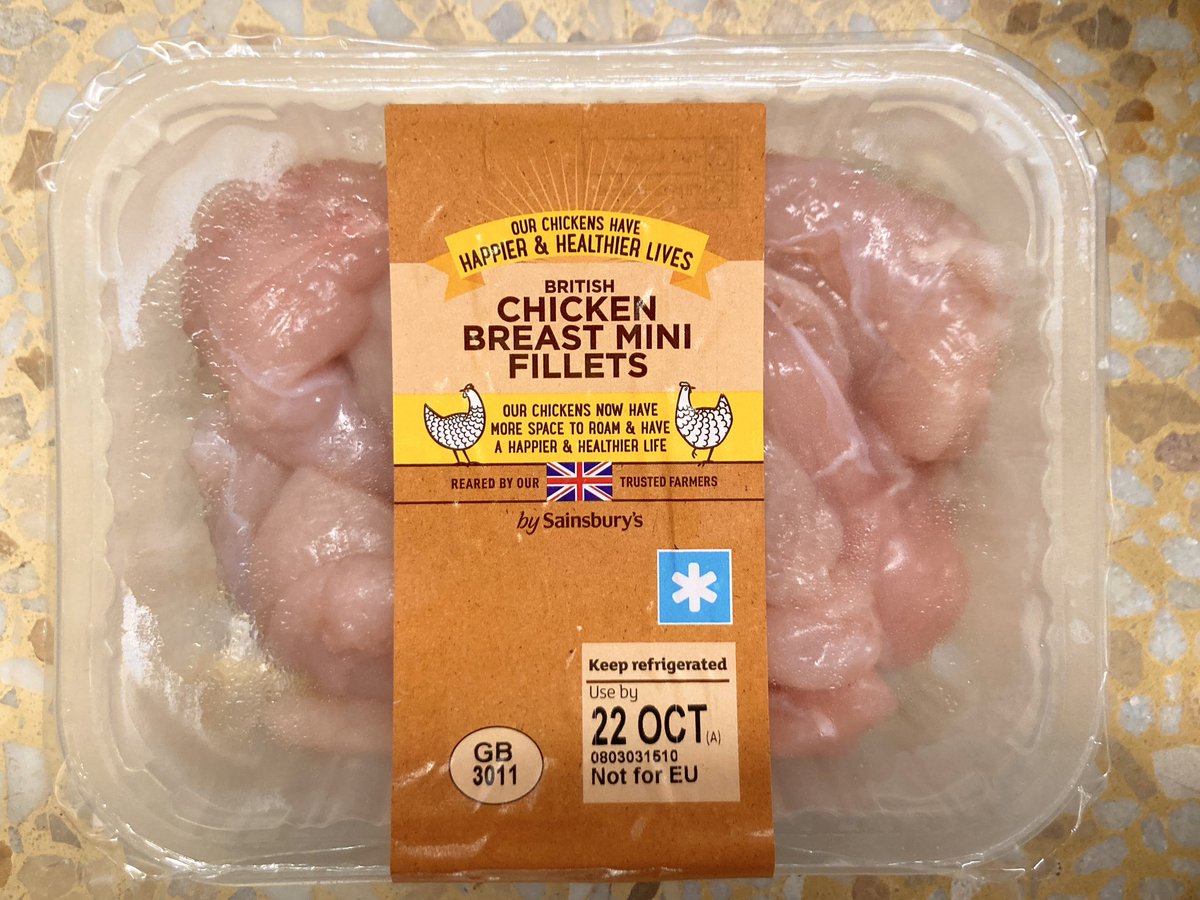 OUR CHICKENS HAVE
HAPPIER & HEALTHIER LIVES
BRITISH
CHICKEN
BREAST MINI
FILLETS
OUR CHICKENS NOW HAVE
MORE SPACE TO ROAM & HAVE
A HAPPIER & HEALTHIER LIFE
REARED BY OUR TRUSTED FARMERS
by Sainsbury's
Keep refrigerated
Use by
22 OCT (A)
0803031510
Not for EU
GB
3011